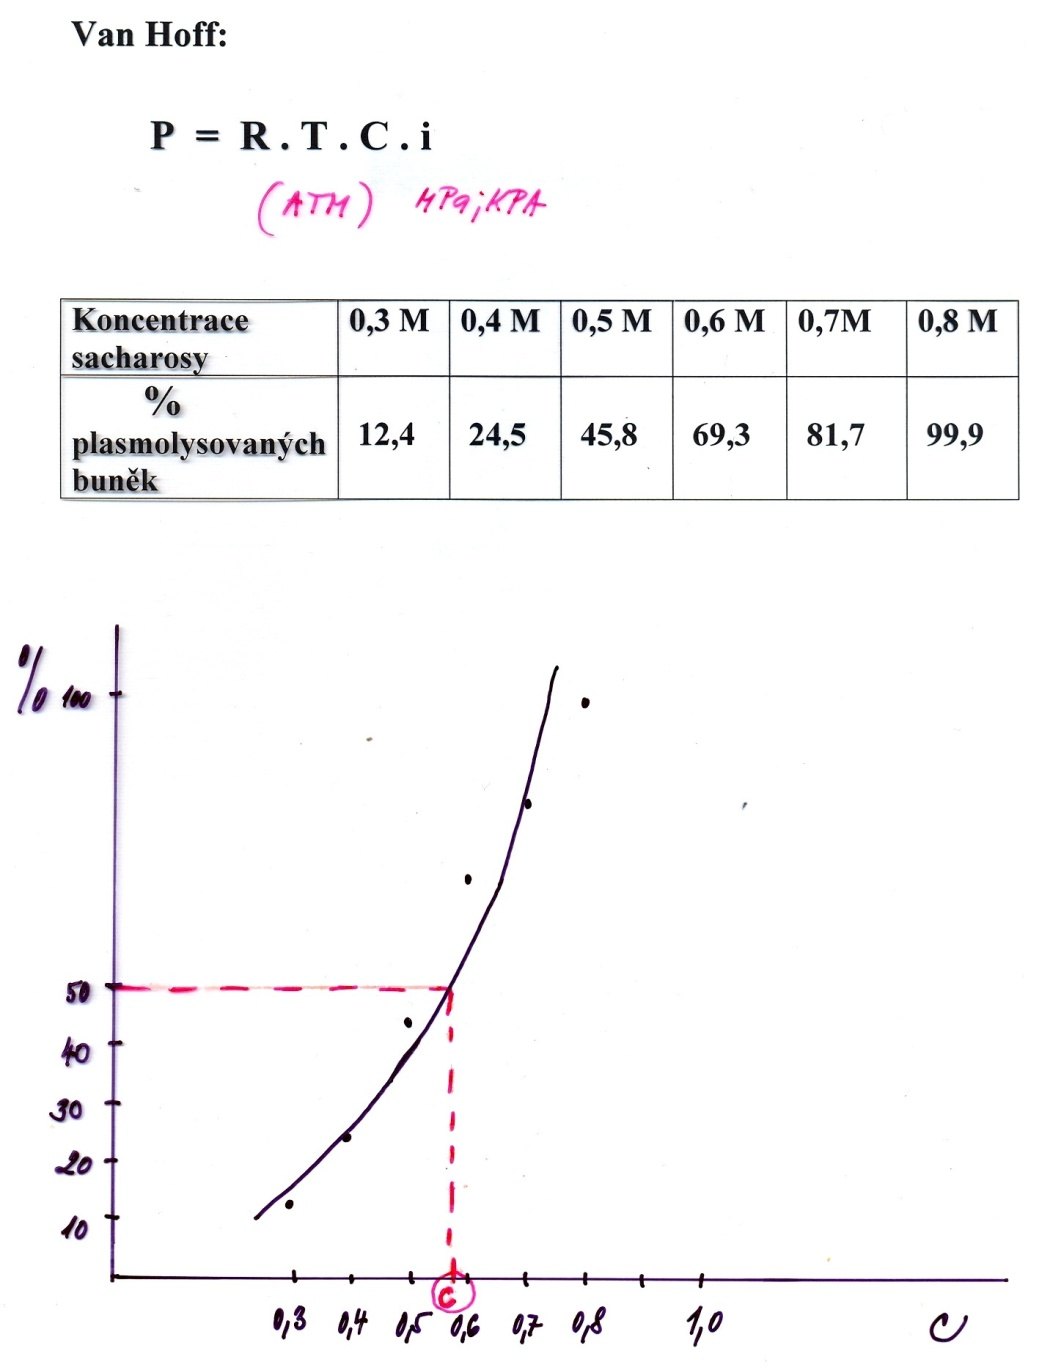 Van Hoff:
P = R . T . C . i
(ATM) MPa; KPA
Koncentrace sacharosy 0,3 M 0,4 M 0,5 M 0,6 M 0,7M 0,8 M
% plasmolysovaných buněk 12,4 24,5 45,8 69,3 81,7 99,9
%
100
50
40
30
20
10
C
0,3 0,4 0,5 0,6 0,7 0,8 1,0 C